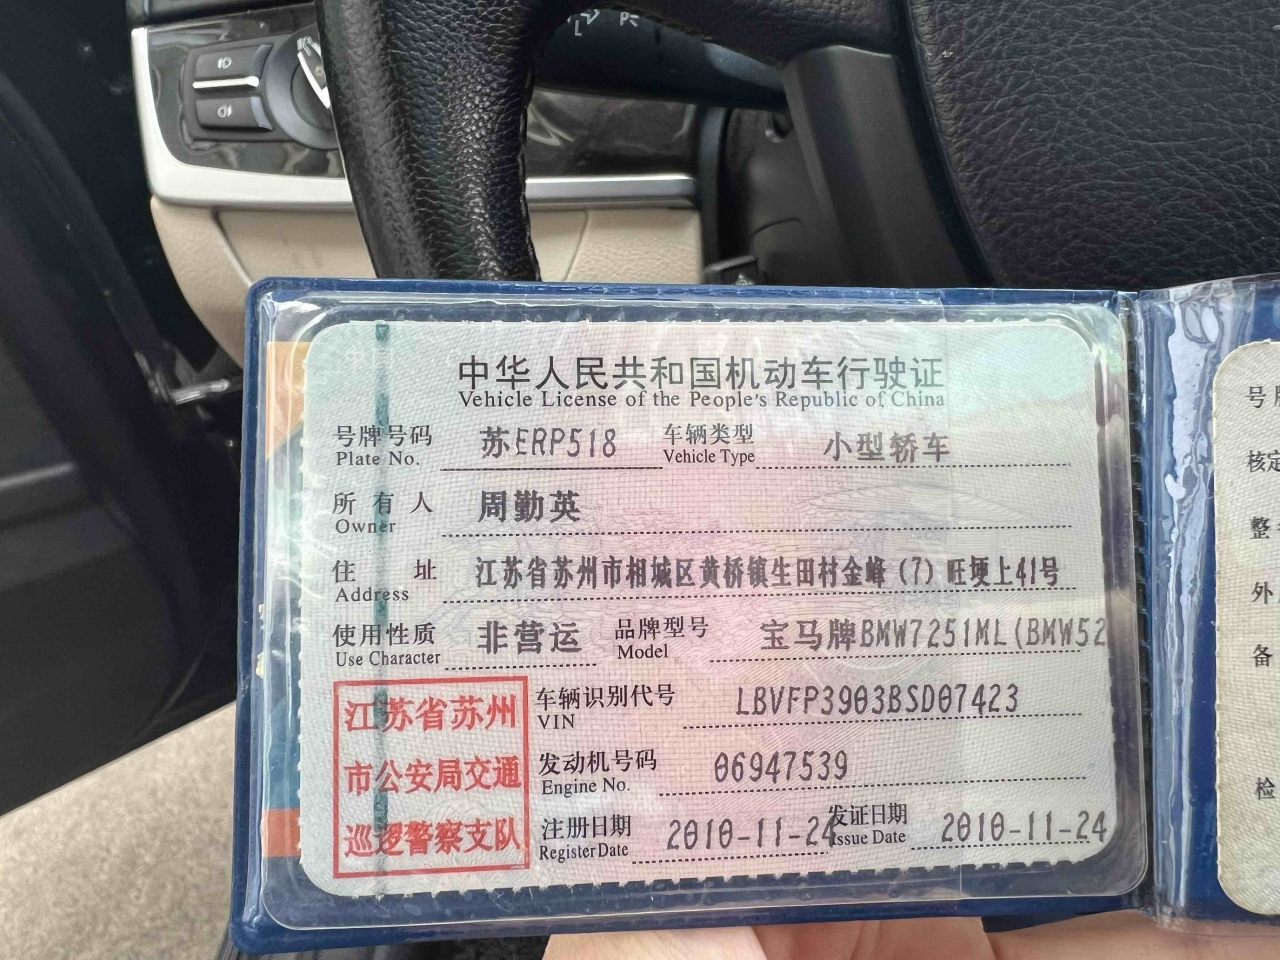 中华人民共和国机动车行驶证
Vehicle License of the People's Republic of China
号牌号码 苏ERP518 车辆类型 小型轿车
Plate No. Vehicle Type
所有人 周勤英
Owner
住址 江苏省苏州市相城区黄桥镇生田村金峰（7）旺埂上41号
Address
使用性质 非营运 品牌型号 宝马牌BMW7251ML(BMW52
Use Character Model
江苏省苏州
市公安局交通
巡逻警察支队
车辆识别代号 LBVFP3903BSD07423
VIN
发动机号码 06947539
Engine No.
注册日期 2010-11-24 发证日期 2010-11-24
Register Date Issue Date
号
核定
整
外
备
检